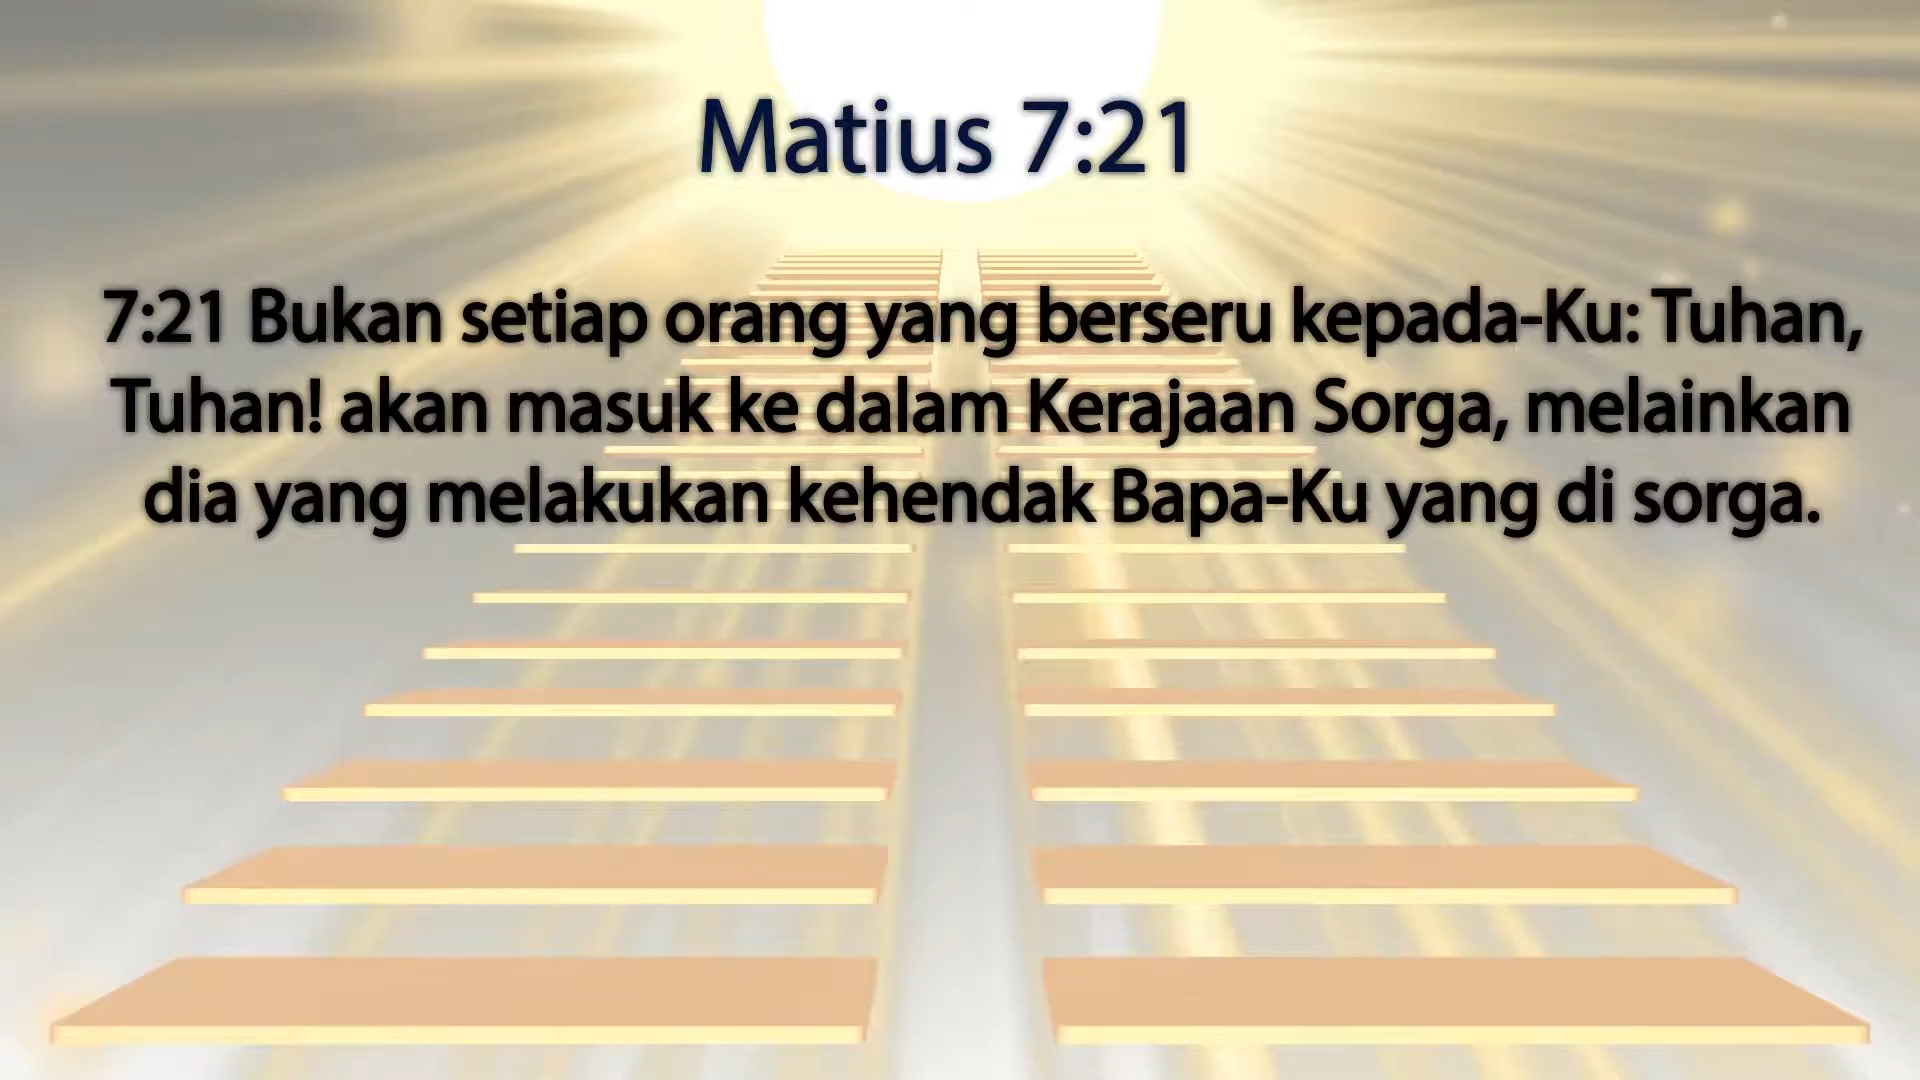 Matius 7:21
7:21 Bukan setiap orang yang berseru kepada-Ku: Tuhan,
Tuhan! akan masuk ke dalam Kerajaan Sorga, melainkan
dia yang melakukan kehendak Bapa-Ku yang di sorga.